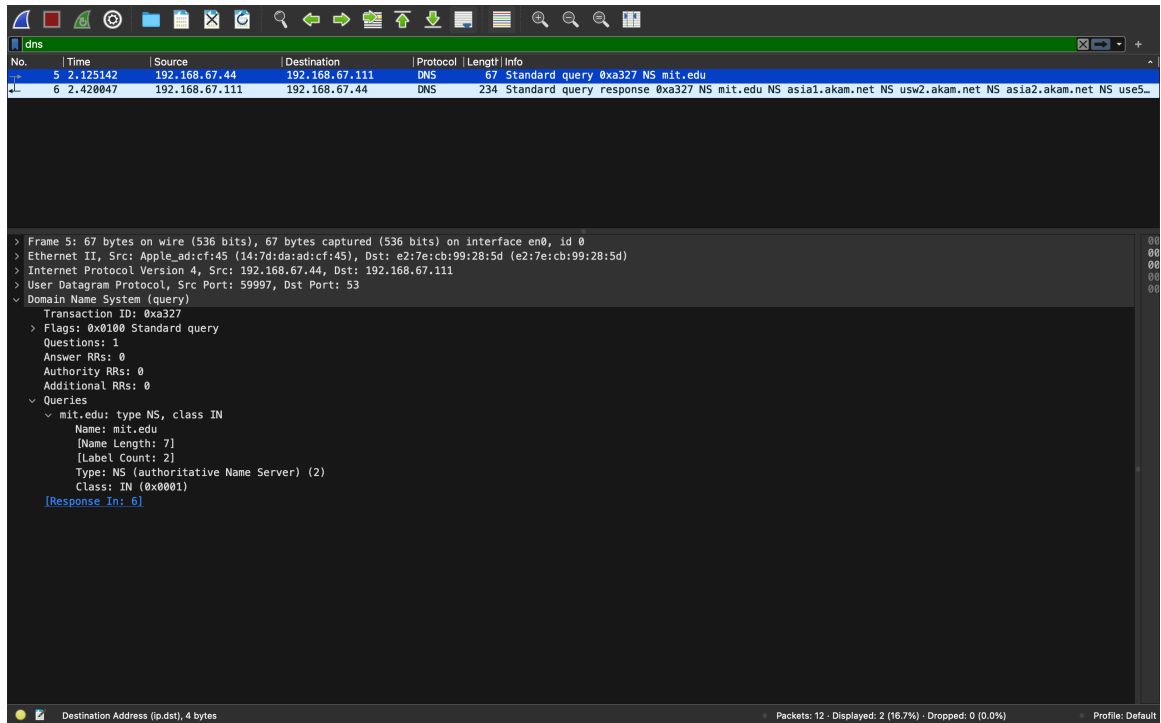 dns
No. Time Source Destination Protocol Length Info
5 2.125142 192.168.67.44 192.168.67.111 DNS 67 Standard query 0xa327 NS mit.edu
6 2.420047 192.168.67.111 192.168.67.44 DNS 234 Standard query response 0xa327 NS mit.edu NS asia1.akam.net NS usw2.akam.net NS asia2.akam.net NS use5…
Frame 5: 67 bytes on wire (536 bits), 67 bytes captured (536 bits) on interface en0, id 0
Ethernet II, Src: Apple_ad:cf:45 (14:7d:da:ad:cf:45), Dst: e2:7e:cb:99:28:5d (e2:7e:cb:99:28:5d)
Internet Protocol Version 4, Src: 192.168.67.44, Dst: 192.168.67.111
User Datagram Protocol, Src Port: 59997, Dst Port: 53
Domain Name System (query)
Transaction ID: 0xa327
Flags: 0x0100 Standard query
Questions: 1
Answer RRs: 0
Authority RRs: 0
Additional RRs: 0
Queries
mit.edu: type NS, class IN
Name: mit.edu
[Name Length: 7]
[Label Count: 2]
Type: NS (authoritative Name Server) (2)
Class: IN (0x0001)
[Response In: 6]
00
00
00
00
00
Destination Address (ip.dst), 4 bytes Packets: 12 · Displayed: 2 (16.7%) · Dropped: 0 (0.0%) Profile: Default